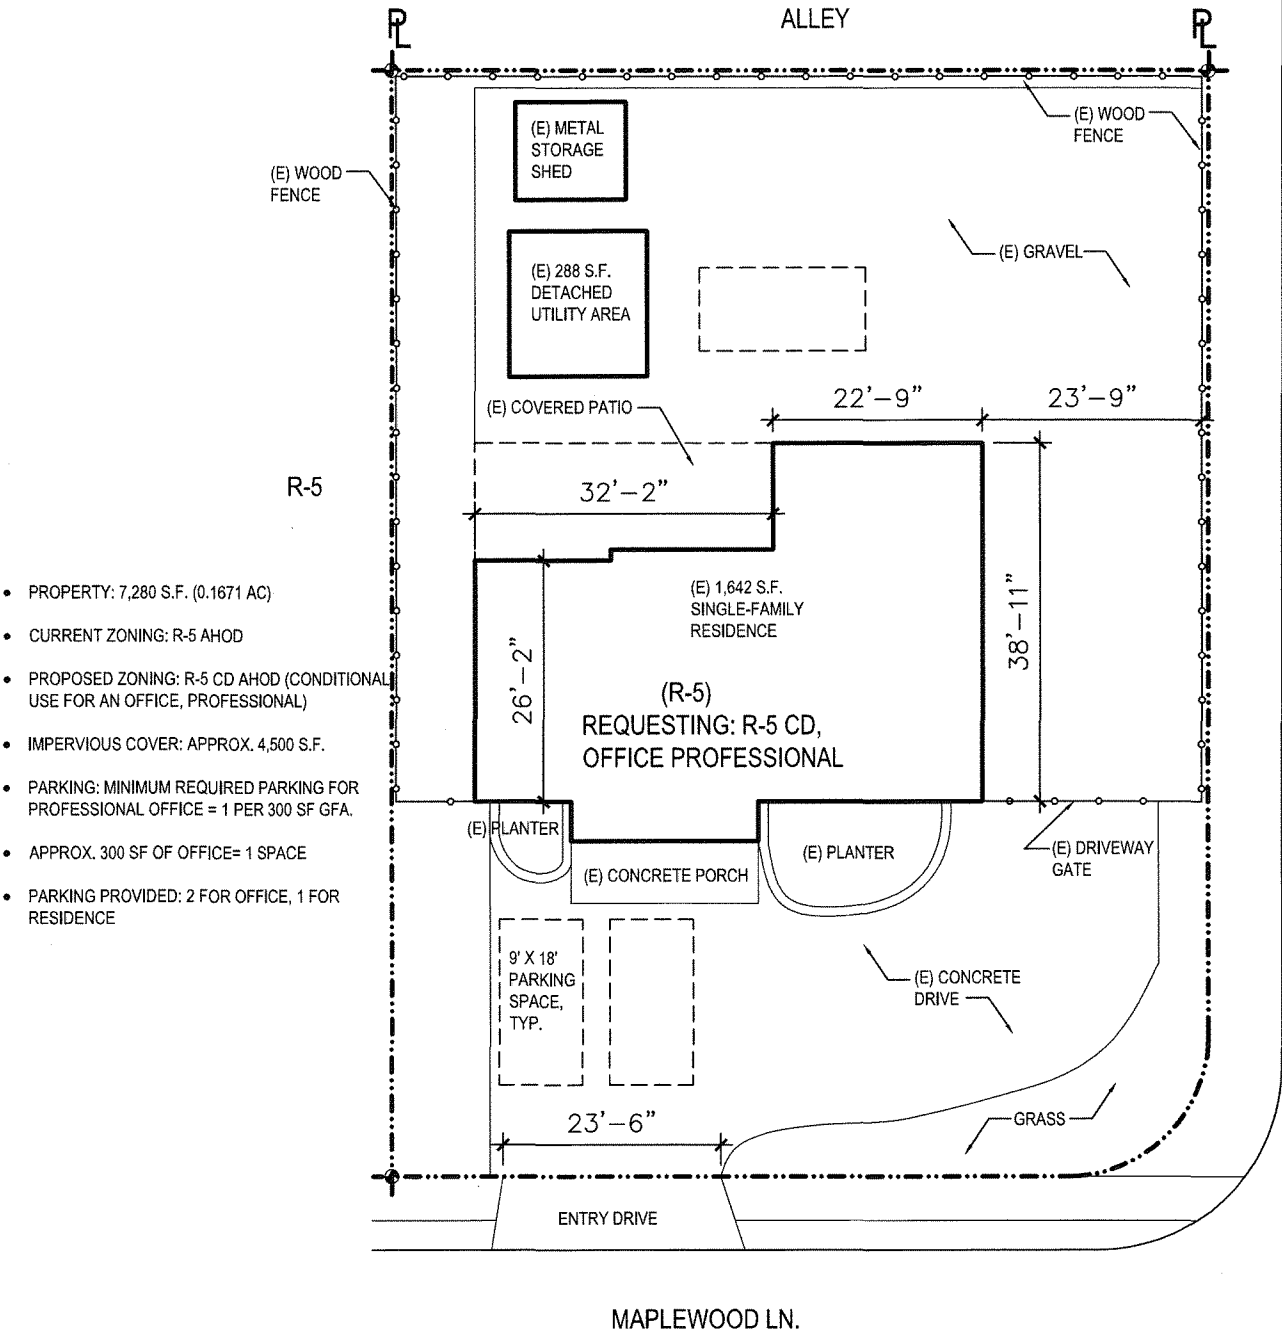 PL
ALLEY
PL
(E) METAL
STORAGE
SHED
(E) WOOD
FENCE
(E) WOOD
FENCE
(E) GRAVEL
(E) 288 S.F.
DETACHED
UTILITY AREA
(E) COVERED PATIO
22'-9"
23'-9"
R-5
32'-2"
(E) 1,642 S.F.
SINGLE-FAMILY
RESIDENCE
38'-11"
26'-2"
(R-5)
REQUESTING: R-5 CD,
OFFICE PROFESSIONAL
• PROPERTY: 7,280 S.F. (0.1671 AC)
• CURRENT ZONING: R-5 AHOD
• PROPOSED ZONING: R-5 CD AHOD (CONDITIONAL
USE FOR AN OFFICE, PROFESSIONAL)
• IMPERVIOUS COVER: APPROX. 4,500 S.F.
• PARKING: MINIMUM REQUIRED PARKING FOR
PROFESSIONAL OFFICE = 1 PER 300 SF GFA.
• APPROX. 300 SF OF OFFICE= 1 SPACE
• PARKING PROVIDED: 2 FOR OFFICE, 1 FOR
RESIDENCE
(E) PLANTER
(E) CONCRETE PORCH
(E) PLANTER
(E) DRIVEWAY
GATE
9' X 18'
PARKING
SPACE,
TYP.
(E) CONCRETE
DRIVE
23'-6"
GRASS
ENTRY DRIVE
MAPLEWOOD LN.